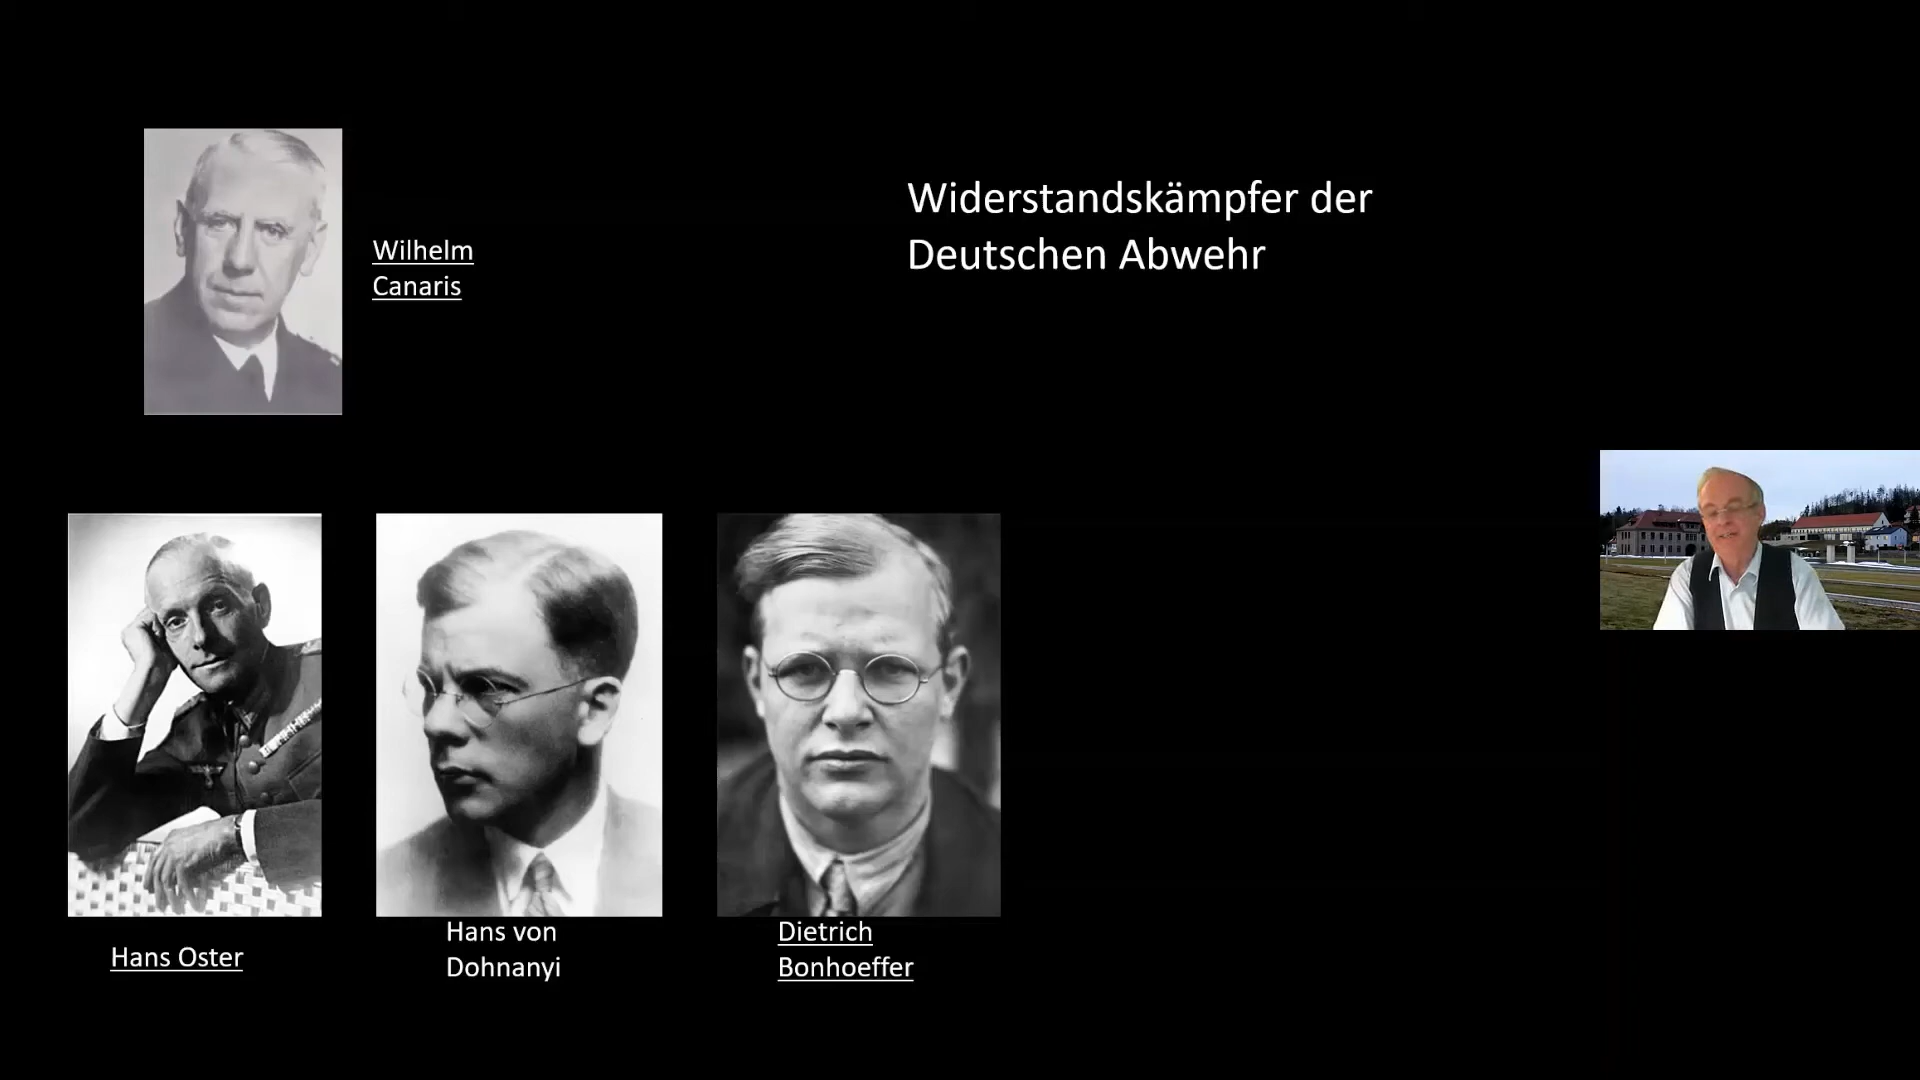 Widerstandskämpfer der
Deutschen Abwehr
Wilhelm
Canaris
Hans Oster
Hans von
Dohnanyi
Dietrich
Bonhoeffer